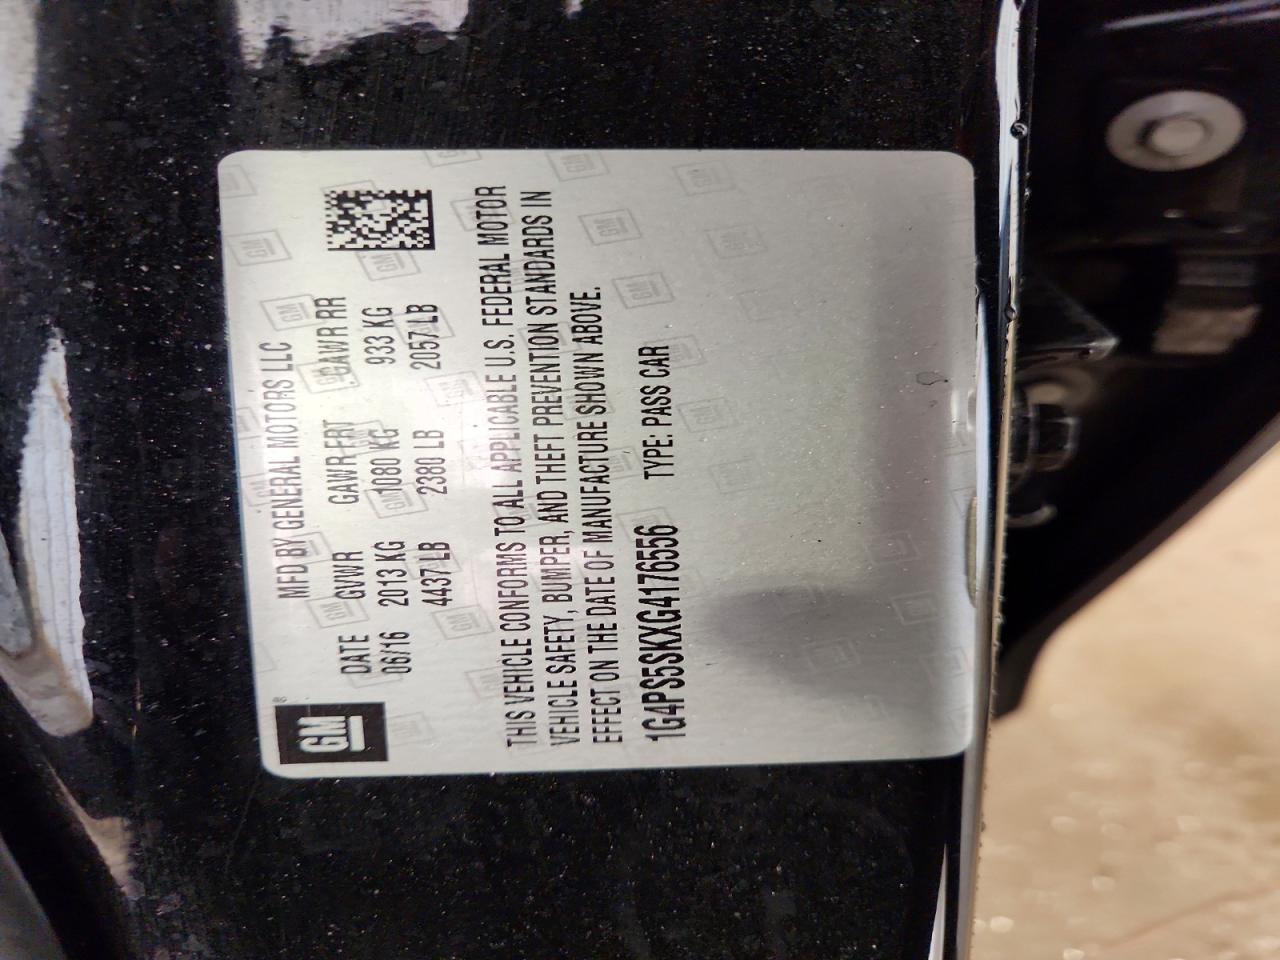 GM
MFD BY GENERAL MOTORS LLC
DATE GVWR GAWR FRT GAWR RR
06/16 2013 KG 1080 KG 933 KG
4437 LB 2380 LB 2057 LB
THIS VEHICLE CONFORMS TO ALL APPLICABLE U.S. FEDERAL MOTOR
VEHICLE SAFETY, BUMPER, AND THEFT PREVENTION STANDARDS IN
EFFECT ON THE DATE OF MANUFACTURE SHOWN ABOVE.
1G4PS5SKXG4176556 TYPE: PASS CAR